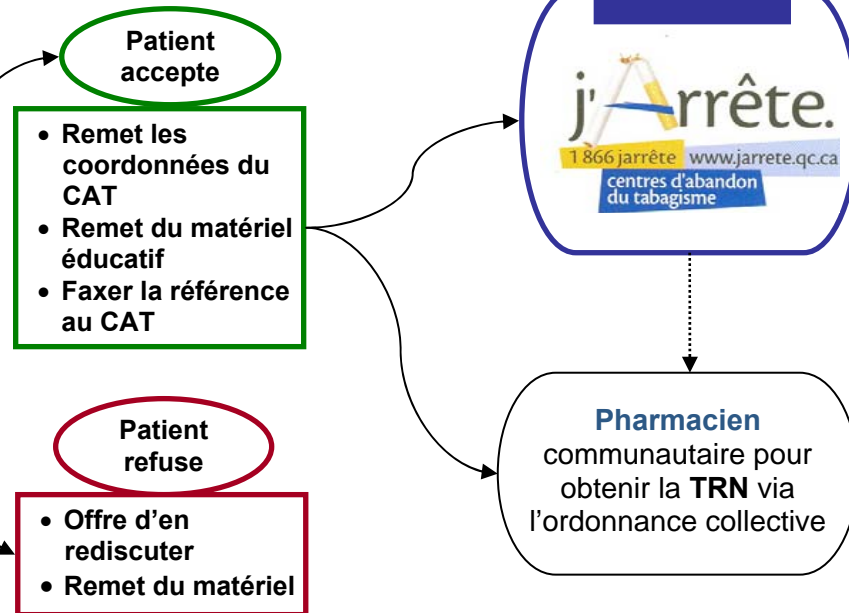 Patient
accepte
• Remet les
coordonnées du
CAT
• Remet du matériel
éducatif
• Faxer la référence
au CAT
j'Arrête.
1 866 jarrête www.jarrete.qc.ca
centres d'abandon
du tabagisme
Patient
refuse
• Offre d'en
rediscuter
• Remet du matériel
Pharmacien
communautaire pour
obtenir la TRN via
l'ordonnance collective